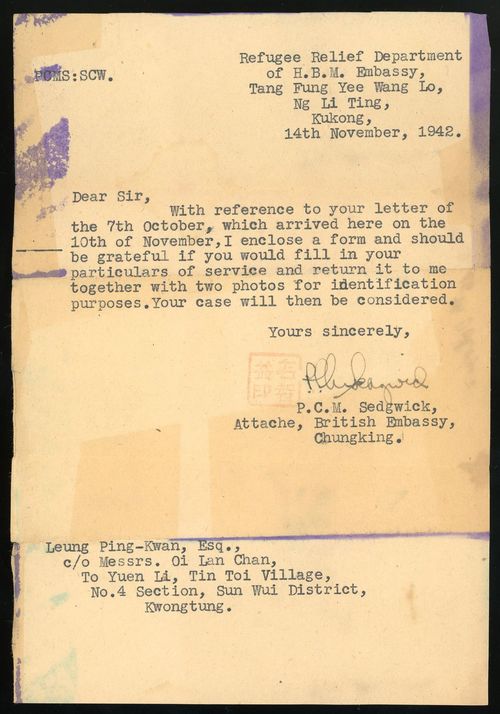 Refugee Relief Department
of H.B.M. Embassy,
PCMS:SCW.
Tang Fung Yee Wang Lo,
Ng Li Ting,
Kukong,
14th November, 1942.
Dear Sir,
With reference to your letter of
the 7th October, which arrived here on the
10th of November,I enclose a form and should
be grateful if you would fill in your
particulars of service and return it to me
together with two photos for identification
purposes.Your case will then be considered.
Yours sincerely,
P.C.M. Sedgwick,
Attache, British Embassy,
Chungking.
Leung Ping-Kwan, Esq.,
c/o Messrs. Oi Lan Chan,
To Yuen Li, Tin Toi Village,
No.4 Section, Sun Wui District,
Kwongtung.